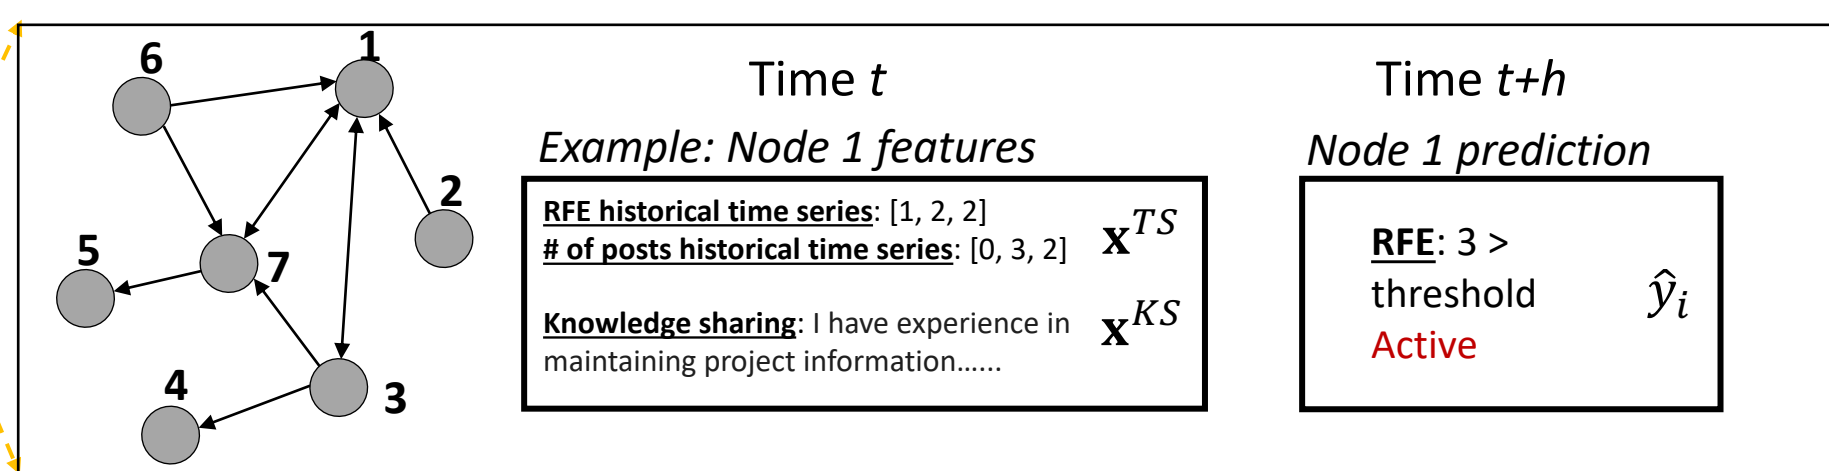 6
1
2
5
7
4
3
Time t
Example: Node 1 features
RFE historical time series: [1, 2, 2]
# of posts historical time series: [0, 3, 2]
𝐱^{TS}
Knowledge sharing: I have experience in
maintaining project information......
𝐱^{KS}
Time t+h
Node 1 prediction
RFE: 3 >
threshold
Active
ŷ_i